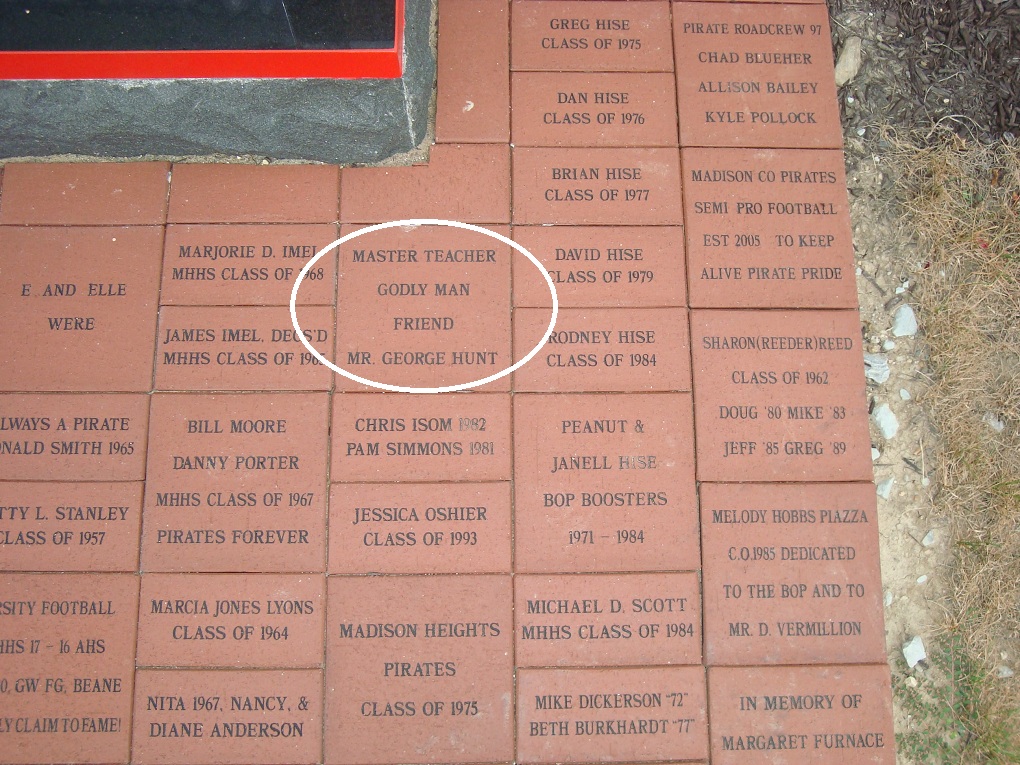 GREG HISE
CLASS OF 1975
DAN HISE
CLASS OF 1976
BRIAN HISE
CLASS OF 1977
DAVID HISE
CLASS OF 1979
RODNEY HISE
CLASS OF 1984
PEANUT &
JANELL HISE
BOP BOOSTERS
1971 - 1984
MICHAEL D. SCOTT
MHHS CLASS OF 1984
MIKE DICKERSON "72"
BETH BURKHARDT "77"
PIRATE ROADCREW 97
CHAD BLUEHER
ALLISON BAILEY
KYLE POLLOCK
MADISON CO PIRATES
SEMI PRO FOOTBALL
EST 2005 TO KEEP
ALIVE PIRATE PRIDE
SHARON(REEDER)REED
CLASS OF 1962
DOUG '80 MIKE '83
JEFF '85 GREG '89
MELODY HOBBS PIAZZA
C.O.1985 DEDICATED
TO THE BOP AND TO
MR. D. VERMILLION
IN MEMORY OF
MARGARET FURNACE
MASTER TEACHER
GODLY MAN
FRIEND
MR. GEORGE HUNT
CHRIS ISOM 1982
PAM SIMMONS 1981
JESSICA OSHIER
CLASS OF 1993
MADISON HEIGHTS
PIRATES
CLASS OF 1975
MARJORIE D. IMEL
MHHS CLASS OF 1968
JAMES IMEL, DECS'D
MHHS CLASS OF
BILL MOORE
DANNY PORTER
MHHS CLASS OF 1967
PIRATES FOREVER
MARCIA JONES LYONS
CLASS OF 1964
NITA 1967, NANCY, &
DIANE ANDERSON
E AND ELLE
WERE
LWAYS A PIRATE
ONALD SMITH 1965
TTY L. STANLEY
CLASS OF 1957
RSITY FOOTBALL
HHS 17 - 16 AHS
0, GW FG, BEANE
LY CLAIM TO FAME!